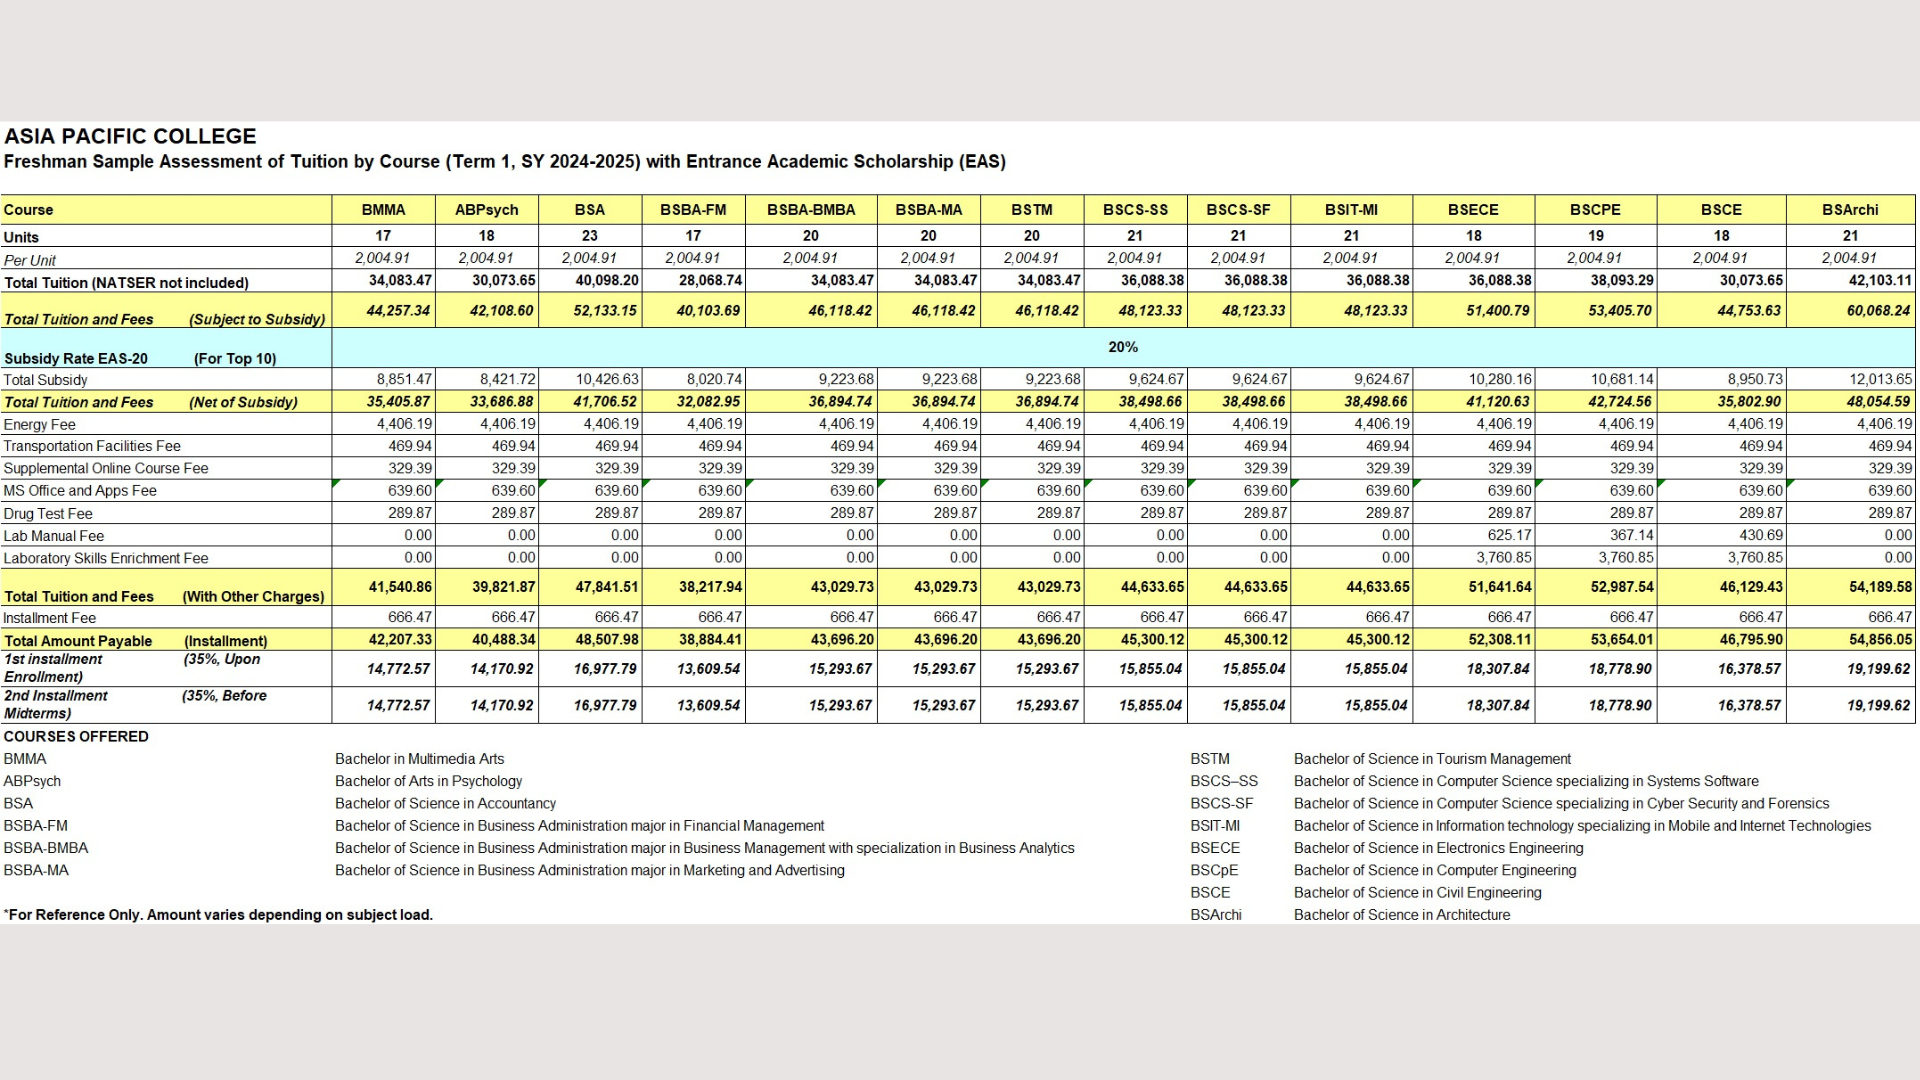 ASIA PACIFIC COLLEGE
Freshman Sample Assessment of Tuition by Course (Term 1, SY 2024-2025) with Entrance Academic Scholarship (EAS)
Course BMMA ABPsych BSA BSBA-FM BSBA-BMBA BSBA-MA BSTM BSCS-SS BSCS-SF BSIT-MI BSECE BSCPE BSCE BSArchi
Units 17 18 23 17 20 20 20 21 21 21 18 19 18 21
Per Unit 2,004.91 2,004.91 2,004.91 2,004.91 2,004.91 2,004.91 2,004.91 2,004.91 2,004.91 2,004.91 2,004.91 2,004.91 2,004.91 2,004.91
Total Tuition (NATSER not included) 34,083.47 30,073.65 40,098.20 28,068.74 34,083.47 34,083.47 34,083.47 36,088.38 36,088.38 36,088.38 36,088.38 38,093.29 30,073.65 42,103.11
Total Tuition and Fees (Subject to Subsidy) 44,257.34 42,108.60 52,133.15 40,103.69 46,118.42 46,118.42 46,118.42 48,123.33 48,123.33 48,123.33 51,400.79 53,405.70 44,753.63 60,068.24
Subsidy Rate EAS-20 (For Top 10) 20%
Total Subsidy 8,851.47 8,421.72 10,426.63 8,020.74 9,223.68 9,223.68 9,223.68 9,624.67 9,624.67 9,624.67 10,280.16 10,681.14 8,950.73 12,013.65
Total Tuition and Fees (Net of Subsidy) 35,405.87 33,686.88 41,706.52 32,082.95 36,894.74 36,894.74 36,894.74 38,498.66 38,498.66 38,498.66 41,120.63 42,724.56 35,802.90 48,054.59
Energy Fee 4,406.19 4,406.19 4,406.19 4,406.19 4,406.19 4,406.19 4,406.19 4,406.19 4,406.19 4,406.19 4,406.19 4,406.19 4,406.19 4,406.19
Transportation Facilities Fee 469.94 469.94 469.94 469.94 469.94 469.94 469.94 469.94 469.94 469.94 469.94 469.94 469.94 469.94
Supplemental Online Course Fee 329.39 329.39 329.39 329.39 329.39 329.39 329.39 329.39 329.39 329.39 329.39 329.39 329.39 329.39
MS Office and Apps Fee 639.60 639.60 639.60 639.60 639.60 639.60 639.60 639.60 639.60 639.60 639.60 639.60 639.60 639.60
Drug Test Fee 289.87 289.87 289.87 289.87 289.87 289.87 289.87 289.87 289.87 289.87 289.87 289.87 289.87 289.87
Lab Manual Fee 0.00 0.00 0.00 0.00 0.00 0.00 0.00 0.00 0.00 0.00 625.17 367.14 430.69 0.00
Laboratory Skills Enrichment Fee 0.00 0.00 0.00 0.00 0.00 0.00 0.00 0.00 0.00 0.00 3,760.85 3,760.85 3,760.85 0.00
Total Tuition and Fees (With Other Charges) 41,540.86 39,821.87 47,841.51 38,217.94 43,029.73 43,029.73 43,029.73 44,633.65 44,633.65 44,633.65 51,641.64 52,987.54 46,129.43 54,189.58
Installment Fee 666.47 666.47 666.47 666.47 666.47 666.47 666.47 666.47 666.47 666.47 666.47 666.47 666.47 666.47
Total Amount Payable (Installment) 42,207.33 40,488.34 48,507.98 38,884.41 43,696.20 43,696.20 43,696.20 45,300.12 45,300.12 45,300.12 52,308.11 53,654.01 46,795.90 54,856.05
1st installment (35%, Upon
Enrollment) 14,772.57 14,170.92 16,977.79 13,609.54 15,293.67 15,293.67 15,293.67 15,855.04 15,855.04 15,855.04 18,307.84 18,778.90 16,378.57 19,199.62
2nd Installment (35%, Before
Midterms) 14,772.57 14,170.92 16,977.79 13,609.54 15,293.67 15,293.67 15,293.67 15,855.04 15,855.04 15,855.04 18,307.84 18,778.90 16,378.57 19,199.62
COURSES OFFERED
BMMA Bachelor in Multimedia Arts
ABPsych Bachelor of Arts in Psychology
BSA Bachelor of Science in Accountancy
BSBA-FM Bachelor of Science in Business Administration major in Financial Management
BSBA-BMBA Bachelor of Science in Business Administration major in Business Management with specialization in Business Analytics
BSBA-MA Bachelor of Science in Business Administration major in Marketing and Advertising
BSTM Bachelor of Science in Tourism Management
BSCS–SS Bachelor of Science in Computer Science specializing in Systems Software
BSCS-SF Bachelor of Science in Computer Science specializing in Cyber Security and Forensics
BSIT-MI Bachelor of Science in Information technology specializing in Mobile and Internet Technologies
BSECE Bachelor of Science in Electronics Engineering
BSCpE Bachelor of Science in Computer Engineering
BSCE Bachelor of Science in Civil Engineering
BSArchi Bachelor of Science in Architecture
*For Reference Only. Amount varies depending on subject load.